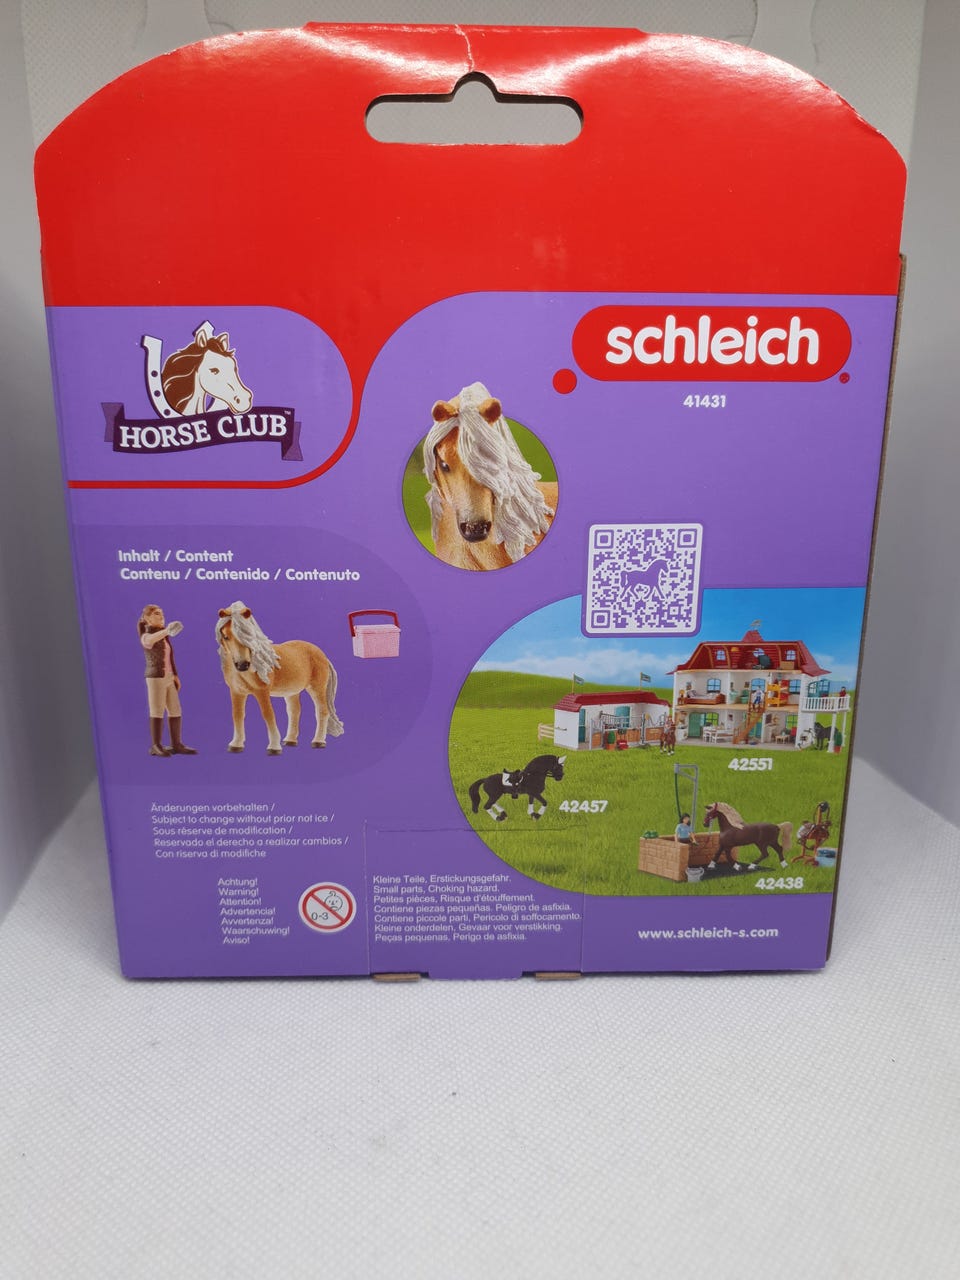 schleich
41431
HORSE CLUB™
Inhalt / Content
Contenu / Contenido / Contenuto
42551
42457
42438
Änderungen vorbehalten /
Subject to change without prior not ice /
Sous réserve de modification /
Reservado el derecho a realizar cambios /
Con riserva di modifiche
Achtung!
Warning!
Attention!
Advertencia!
Avvertenza!
Waarschuwing!
Aviso!
0-3
Kleine Teile, Erstickungsgefahr.
Small parts, Choking hazard.
Petites pièces, Risque d'étouffement.
Contiene piezas pequeñas. Peligro de asfixia.
Contiene piccole parti, Pericolo di soffocamento.
Kleine onderdelen, Gevaar voor verstikking.
Peças pequenas, Perigo de asfixia.
www.schleich-s.com